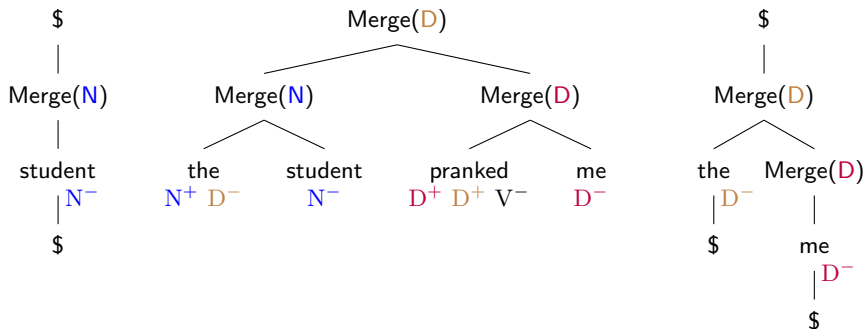 $ Merge(D) $
Merge(N) Merge(N) Merge(D) Merge(D)
student the student pranked me the Merge(D)
N⁻ N⁺ D⁻ N⁻ D⁺ D⁺ V⁻ D⁻ D⁻
$ $ me
D⁻
$